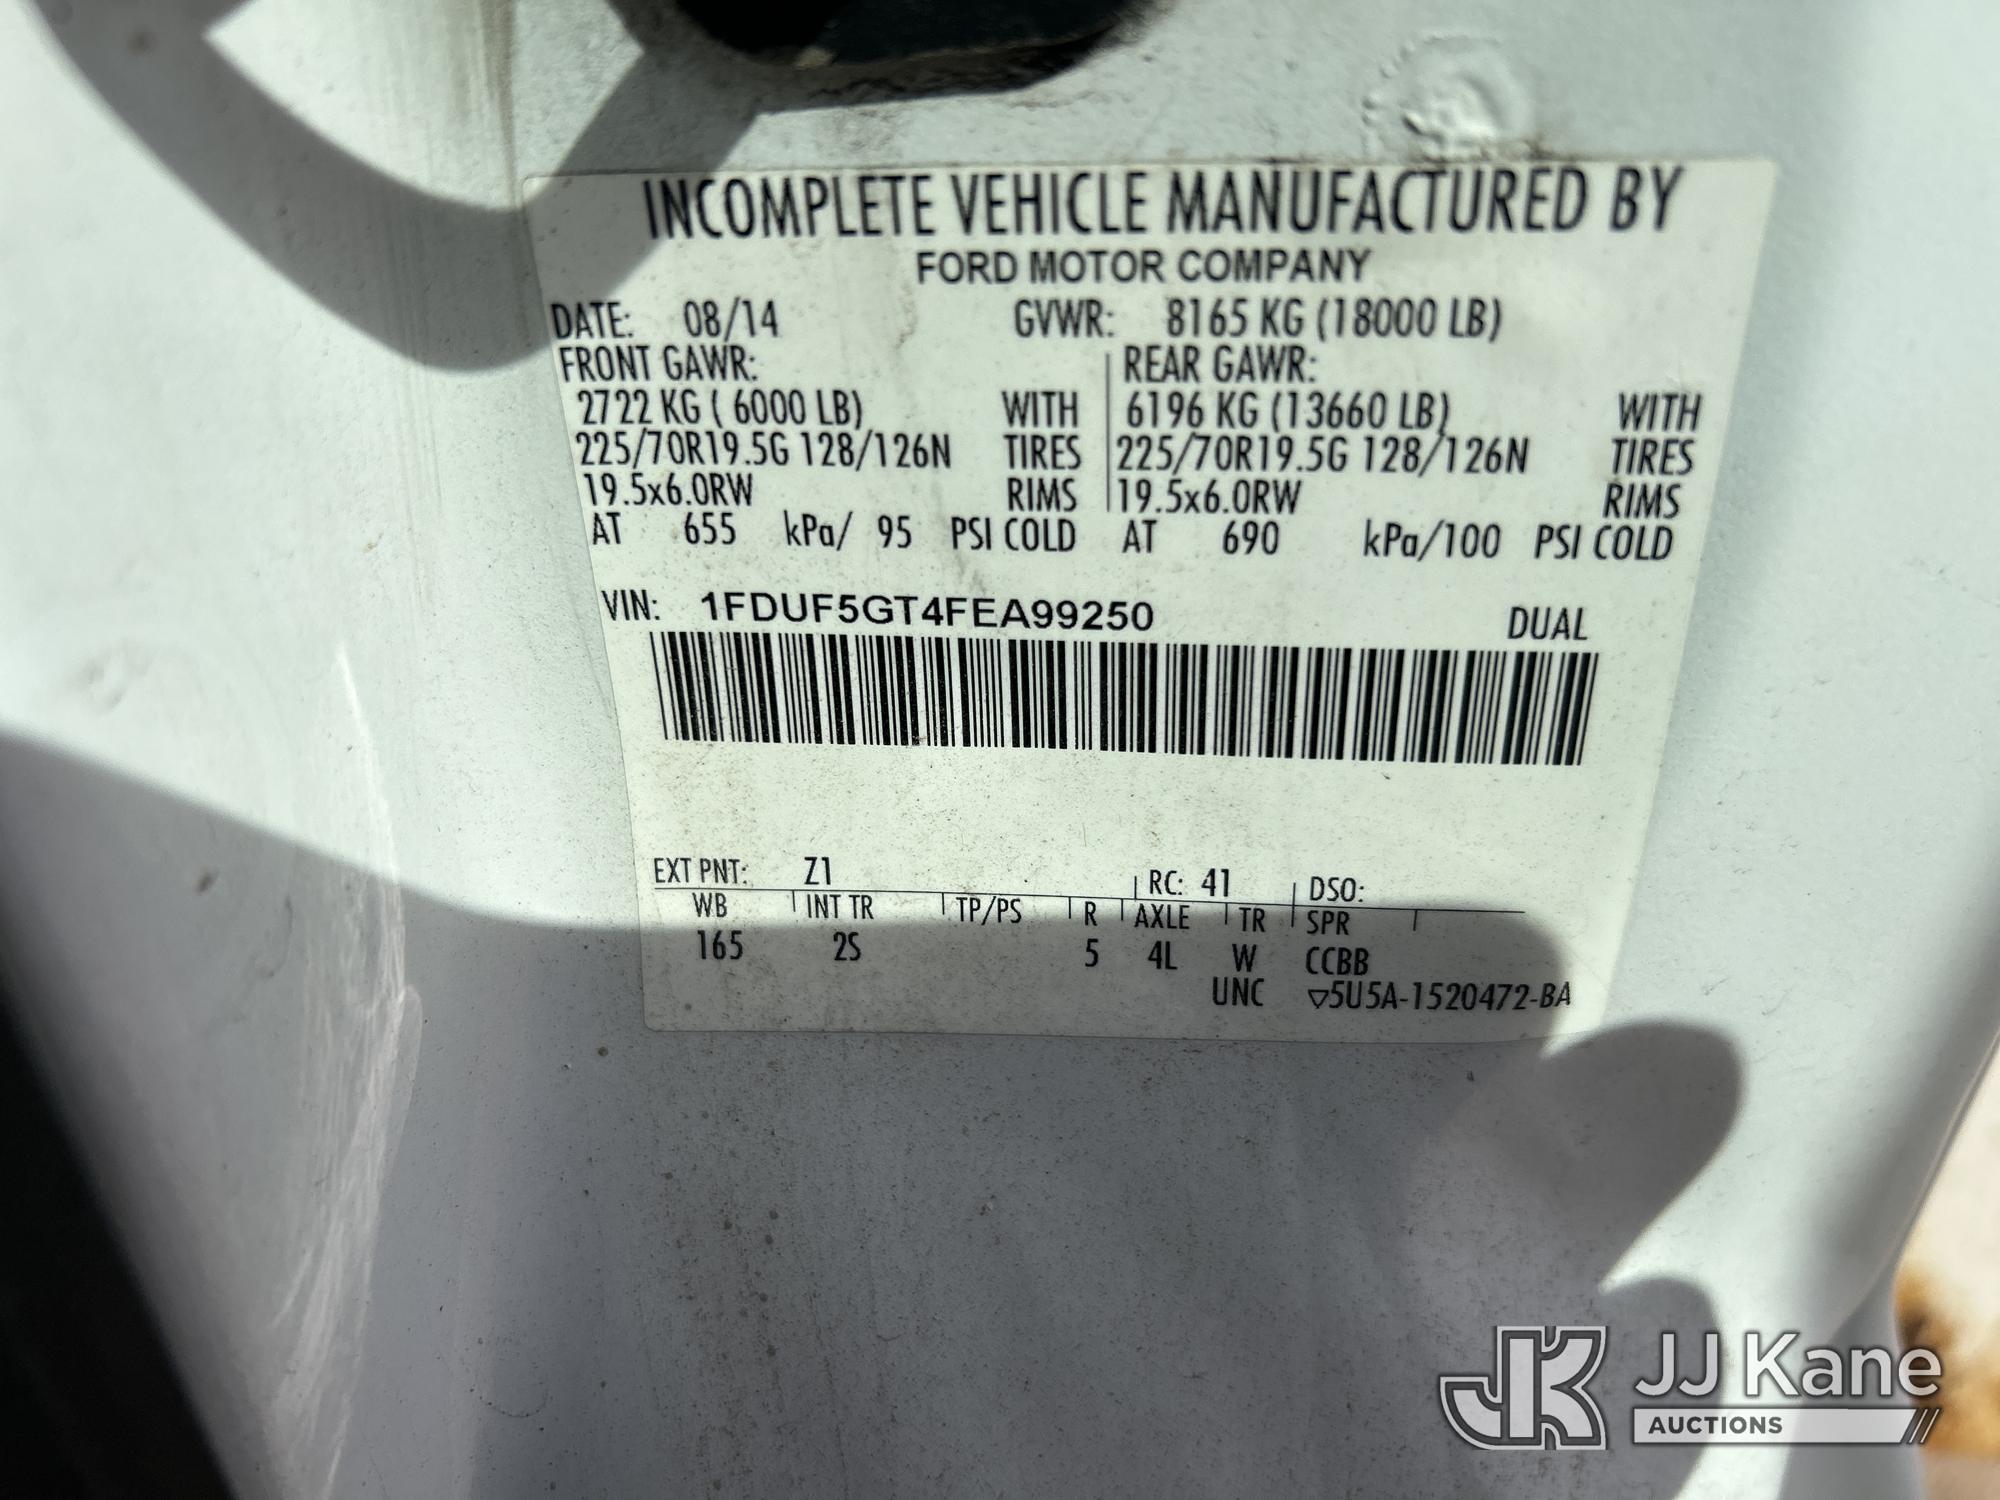 INCOMPLETE VEHICLE MANUFACTURED BY
FORD MOTOR COMPANY
DATE: 08/14 GVWR: 8165 KG (18000 LB)
FRONT GAWR: REAR GAWR:
2722 KG ( 6000 LB) WITH 6196 KG (13660 LB) WITH
225/70R19.5G 128/126N TIRES 225/70R19.5G 128/126N TIRES
19.5x6.0RW RIMS 19.5x6.0RW RIMS
AT 655 kPa/ 95 PSI COLD AT 690 kPa/100 PSI COLD
VIN: 1FDUF5GT4FEA99250 DUAL
EXT PNT: Z1 RC: 41 DSO:
WB INT TR TP/PS R AXLE TR SPR
165 2S 5 4L W CCBB
UNC ▽5U5A-1520472-BA
JK JJ Kane
AUCTIONS